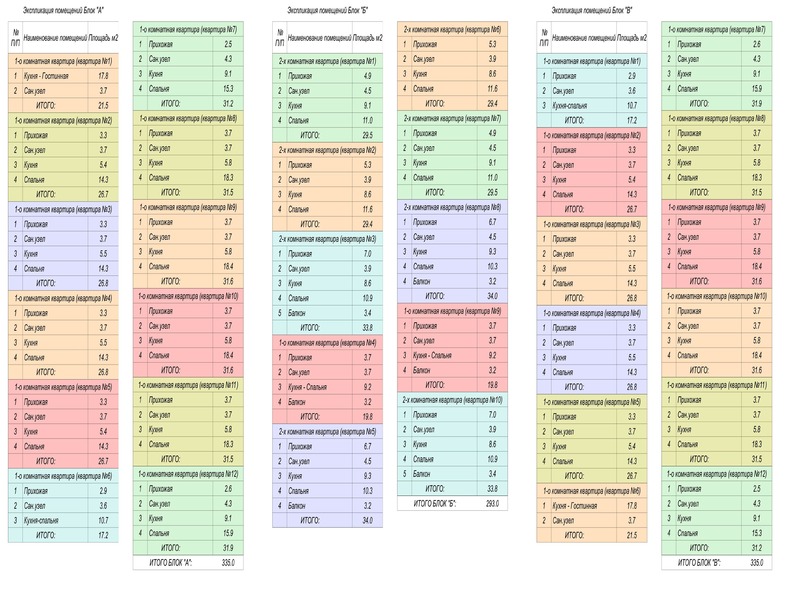 Экспликация помещений Блок "А"
№ П/П Наименование помещений Площадь м2
1-о комнатная квартира (квартира №1)
1 Кухня - Гостинная 17.8
2 Сан.узел 3.7
ИТОГО: 21.5
1-о комнатная квартира (квартира №2)
1 Прихожая 3.3
2 Сан.узел 3.7
3 Кухня 5.4
4 Спальня 14.3
ИТОГО: 26.7
1-о комнатная квартира (квартира №3)
1 Прихожая 3.3
2 Сан.узел 3.7
3 Кухня 5.5
4 Спальня 14.3
ИТОГО: 26.8
1-о комнатная квартира (квартира №4)
1 Прихожая 3.3
2 Сан.узел 3.7
3 Кухня 5.5
4 Спальня 14.3
ИТОГО: 26.8
1-о комнатная квартира (квартира №5)
1 Прихожая 3.3
2 Сан.узел 3.7
3 Кухня 5.4
4 Спальня 14.3
ИТОГО: 26.7
1-о комнатная квартира (квартира №6)
1 Прихожая 2.9
2 Сан.узел 3.6
3 Кухня-спальня 10.7
ИТОГО: 17.2
1-о комнатная квартира (квартира №7)
1 Прихожая 2.5
2 Сан.узел 4.3
3 Кухня 9.1
4 Спальня 15.3
ИТОГО: 31.2
1-о комнатная квартира (квартира №8)
1 Прихожая 3.7
2 Сан.узел 3.7
3 Кухня 5.8
4 Спальня 18.3
ИТОГО: 31.5
1-о комнатная квартира (квартира №9)
1 Прихожая 3.7
2 Сан.узел 3.7
3 Кухня 5.8
4 Спальня 18.4
ИТОГО: 31.6
1-о комнатная квартира (квартира №10)
1 Прихожая 3.7
2 Сан.узел 3.7
3 Кухня 5.8
4 Спальня 18.4
ИТОГО: 31.6
1-о комнатная квартира (квартира №11)
1 Прихожая 3.7
2 Сан.узел 3.7
3 Кухня 5.8
4 Спальня 18.3
ИТОГО: 31.5
1-о комнатная квартира (квартира №12)
1 Прихожая 2.6
2 Сан.узел 4.3
3 Кухня 9.1
4 Спальня 15.9
ИТОГО: 31.9
ИТОГО БЛОК "А": 335.0
Экспликация помещений Блок "Б"
№ П/П Наименование помещений Площадь м2
2-х комнатная квартира (квартира №1)
1 Прихожая 4.9
2 Сан.узел 4.5
3 Кухня 9.1
4 Спальня 11.0
ИТОГО: 29.5
2-х комнатная квартира (квартира №2)
1 Прихожая 5.3
2 Сан.узел 3.9
3 Кухня 8.6
4 Спальня 11.6
ИТОГО: 29.4
2-х комнатная квартира (квартира №3)
1 Прихожая 7.0
2 Сан.узел 3.9
3 Кухня 8.6
4 Спальня 10.9
5 Балкон 3.4
ИТОГО: 33.8
1-о комнатная квартира (квартира №4)
1 Прихожая 3.7
2 Сан.узел 3.7
3 Кухня - Спальня 9.2
4 Балкон 3.2
ИТОГО: 19.8
2-х комнатная квартира (квартира №5)
1 Прихожая 6.7
2 Сан.узел 4.5
3 Кухня 9.3
4 Спальня 10.3
2 Балкон 3.2
ИТОГО: 34.0
2-х комнатная квартира (квартира №6)
1 Прихожая 5.3
2 Сан.узел 3.9
3 Кухня 8.6
4 Спальня 11.6
ИТОГО: 29.4
2-х комнатная квартира (квартира №7)
1 Прихожая 4.9
2 Сан.узел 4.5
3 Кухня 9.1
4 Спальня 11.0
ИТОГО: 29.5
2-х комнатная квартира (квартира №8)
1 Прихожая 6.7
2 Сан.узел 4.5
3 Кухня 9.3
4 Спальня 10.3
4 Балкон 3.2
ИТОГО: 34.0
1-о комнатная квартира (квартира №9)
1 Прихожая 3.7
2 Сан.узел 3.7
3 Кухня - Спальня 9.2
4 Балкон 3.2
ИТОГО: 19.8
2-х комнатная квартира (квартира №10)
1 Прихожая 7.0
2 Сан.узел 3.9
3 Кухня 8.6
4 Спальня 10.9
5 Балкон 3.4
ИТОГО: 33.8
ИТОГО БЛОК "Б": 293.0
Экспликация помещений Блок "В"
№ П/П Наименование помещений Площадь м2
1-о комнатная квартира (квартира №1)
1 Прихожая 2.9
2 Сан.узел 3.6
3 Кухня-спальня 10.7
ИТОГО: 17.2
1-о комнатная квартира (квартира №2)
1 Прихожая 3.3
2 Сан.узел 3.7
3 Кухня 5.4
4 Спальня 14.3
ИТОГО: 26.7
1-о комнатная квартира (квартира №3)
1 Прихожая 3.3
2 Сан.узел 3.7
3 Кухня 5.5
4 Спальня 14.3
ИТОГО: 26.8
1-о комнатная квартира (квартира №4)
1 Прихожая 3.3
2 Сан.узел 3.7
3 Кухня 5.5
4 Спальня 14.3
ИТОГО: 26.8
1-о комнатная квартира (квартира №5)
1 Прихожая 3.3
2 Сан.узел 3.7
3 Кухня 5.4
4 Спальня 14.3
ИТОГО: 26.7
1-о комнатная квартира (квартира №6)
1 Кухня - Гостинная 17.8
2 Сан.узел 3.7
ИТОГО: 21.5
1-о комнатная квартира (квартира №7)
1 Прихожая 2.6
2 Сан.узел 4.3
3 Кухня 9.1
4 Спальня 15.9
ИТОГО: 31.9
1-о комнатная квартира (квартира №8)
1 Прихожая 3.7
2 Сан.узел 3.7
3 Кухня 5.8
4 Спальня 18.3
ИТОГО: 31.5
1-о комнатная квартира (квартира №9)
1 Прихожая 3.7
2 Сан.узел 3.7
3 Кухня 5.8
4 Спальня 18.4
ИТОГО: 31.6
1-о комнатная квартира (квартира №10)
1 Прихожая 3.7
2 Сан.узел 3.7
3 Кухня 5.8
4 Спальня 18.4
ИТОГО: 31.6
1-о комнатная квартира (квартира №11)
1 Прихожая 3.7
2 Сан.узел 3.7
3 Кухня 5.8
4 Спальня 18.3
ИТОГО: 31.5
1-о комнатная квартира (квартира №12)
1 Прихожая 2.5
2 Сан.узел 4.3
3 Кухня 9.1
4 Спальня 15.3
ИТОГО: 31.2
ИТОГО БЛОК "В": 335.0